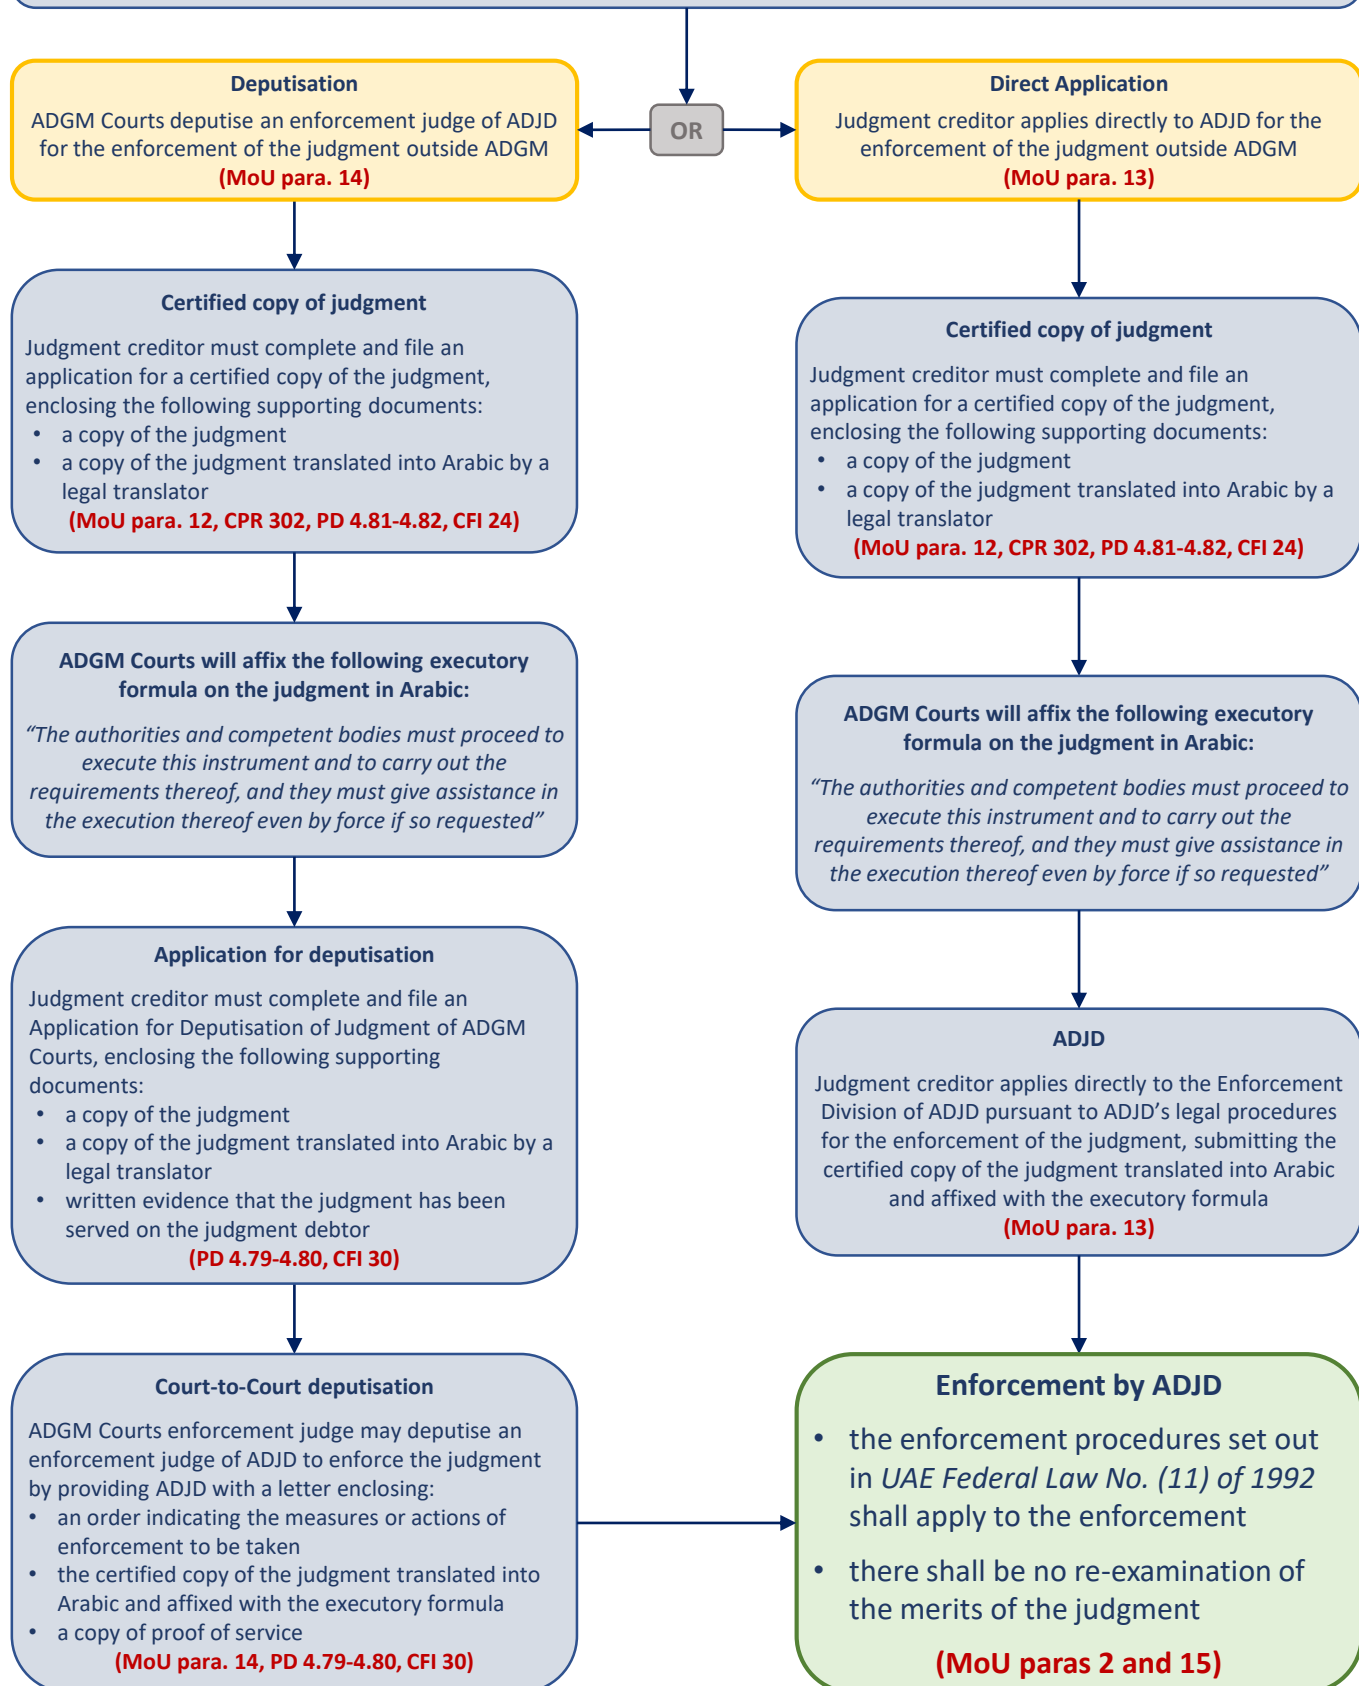 OR
Deputisation
ADGM Courts deputise an enforcement judge of ADJD
for the enforcement of the judgment outside ADGM
(MoU para. 14)
Certified copy of judgment
Judgment creditor must complete and file an
application for a certified copy of the judgment,
enclosing the following supporting documents:
• a copy of the judgment
• a copy of the judgment translated into Arabic by a
legal translator
(MoU para. 12, CPR 302, PD 4.81-4.82, CFI 24)
ADGM Courts will affix the following executory
formula on the judgment in Arabic:
“The authorities and competent bodies must proceed to
execute this instrument and to carry out the
requirements thereof, and they must give assistance in
the execution thereof even by force if so requested”
Application for deputisation
Judgment creditor must complete and file an
Application for Deputisation of Judgment of ADGM
Courts, enclosing the following supporting
documents:
• a copy of the judgment
• a copy of the judgment translated into Arabic by a
legal translator
• written evidence that the judgment has been
served on the judgment debtor
(PD 4.79-4.80, CFI 30)
Court-to-Court deputisation
ADGM Courts enforcement judge may deputise an
enforcement judge of ADJD to enforce the judgment
by providing ADJD with a letter enclosing:
• an order indicating the measures or actions of
enforcement to be taken
• the certified copy of the judgment translated into
Arabic and affixed with the executory formula
• a copy of proof of service
(MoU para. 14, PD 4.79-4.80, CFI 30)
Direct Application
Judgment creditor applies directly to ADJD for the
enforcement of the judgment outside ADGM
(MoU para. 13)
Certified copy of judgment
Judgment creditor must complete and file an
application for a certified copy of the judgment,
enclosing the following supporting documents:
• a copy of the judgment
• a copy of the judgment translated into Arabic by a
legal translator
(MoU para. 12, CPR 302, PD 4.81-4.82, CFI 24)
ADGM Courts will affix the following executory
formula on the judgment in Arabic:
“The authorities and competent bodies must proceed to
execute this instrument and to carry out the
requirements thereof, and they must give assistance in
the execution thereof even by force if so requested”
ADJD
Judgment creditor applies directly to the Enforcement
Division of ADJD pursuant to ADJD’s legal procedures
for the enforcement of the judgment, submitting the
certified copy of the judgment translated into Arabic
and affixed with the executory formula
(MoU para. 13)
Enforcement by ADJD
• the enforcement procedures set out
in UAE Federal Law No. (11) of 1992
shall apply to the enforcement
• there shall be no re-examination of
the merits of the judgment
(MoU paras 2 and 15)